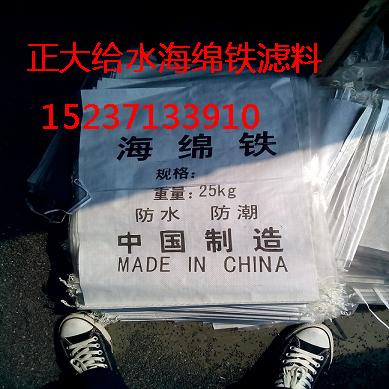 正大给水海绵铁滤料
15237133910
海绵铁
规格：
重量：25kg
防水 防潮
中国制造
MADE IN CHINA